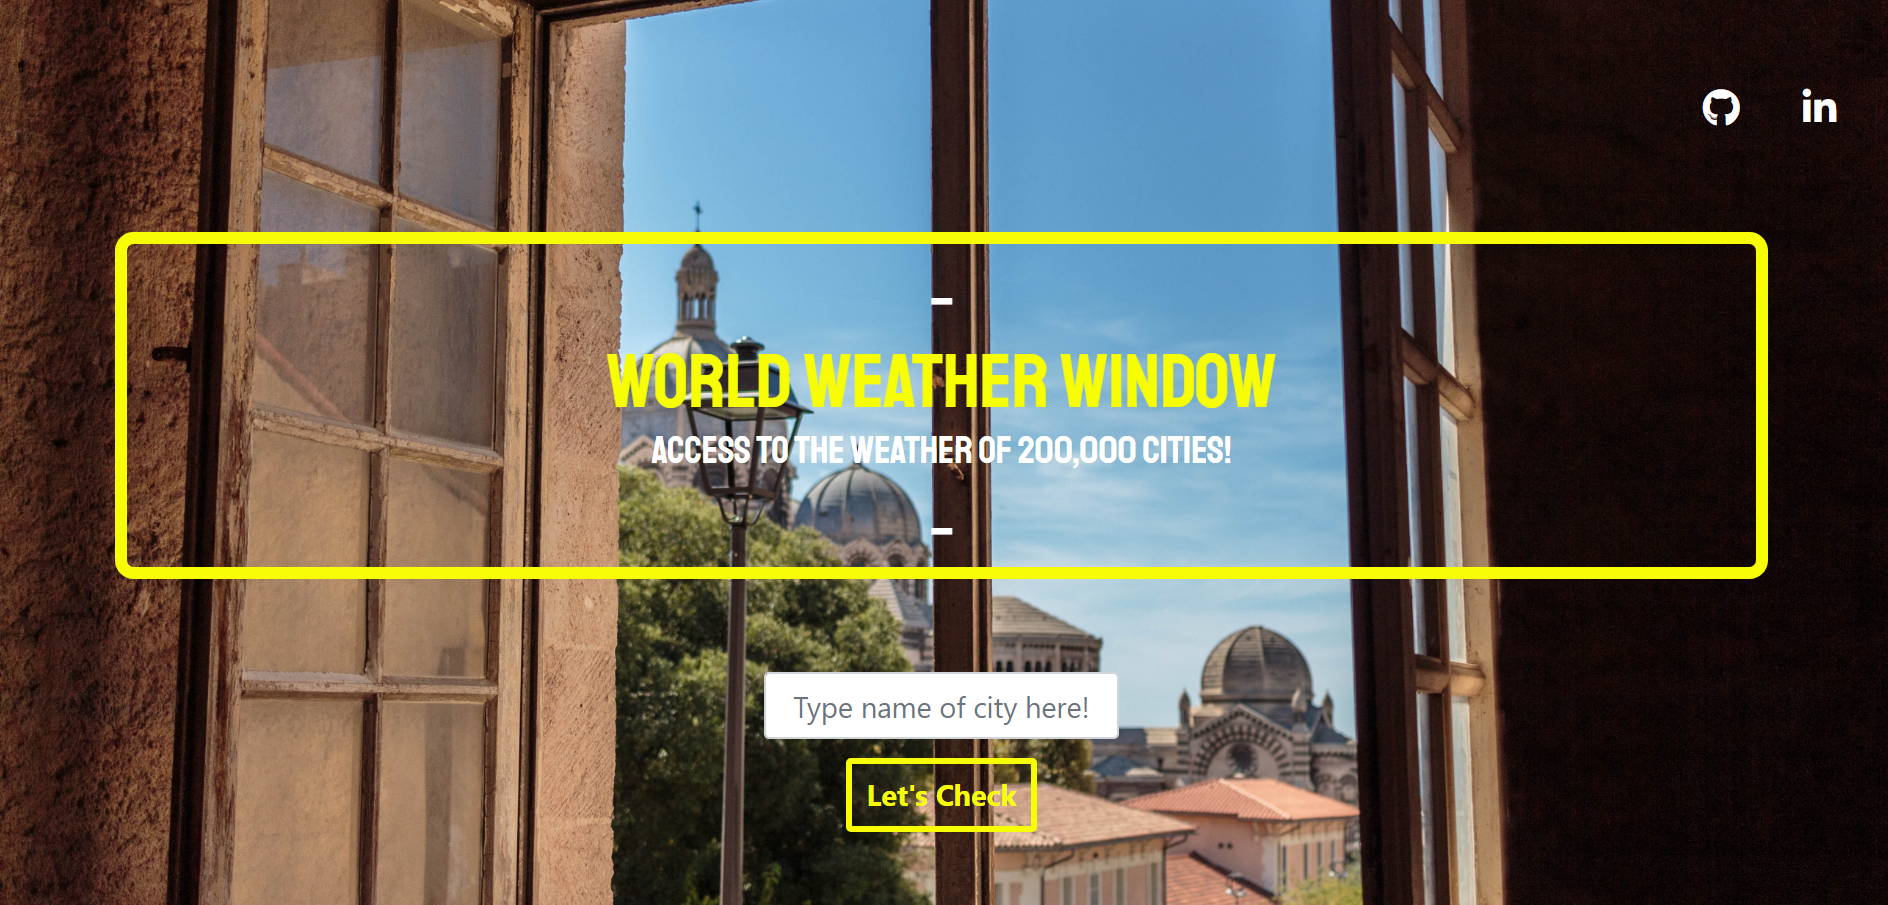 in
–
WORLD WEATHER WINDOW
ACCESS TO THE WEATHER OF 200,000 CITIES!
–
Type name of city here!
Let's Check